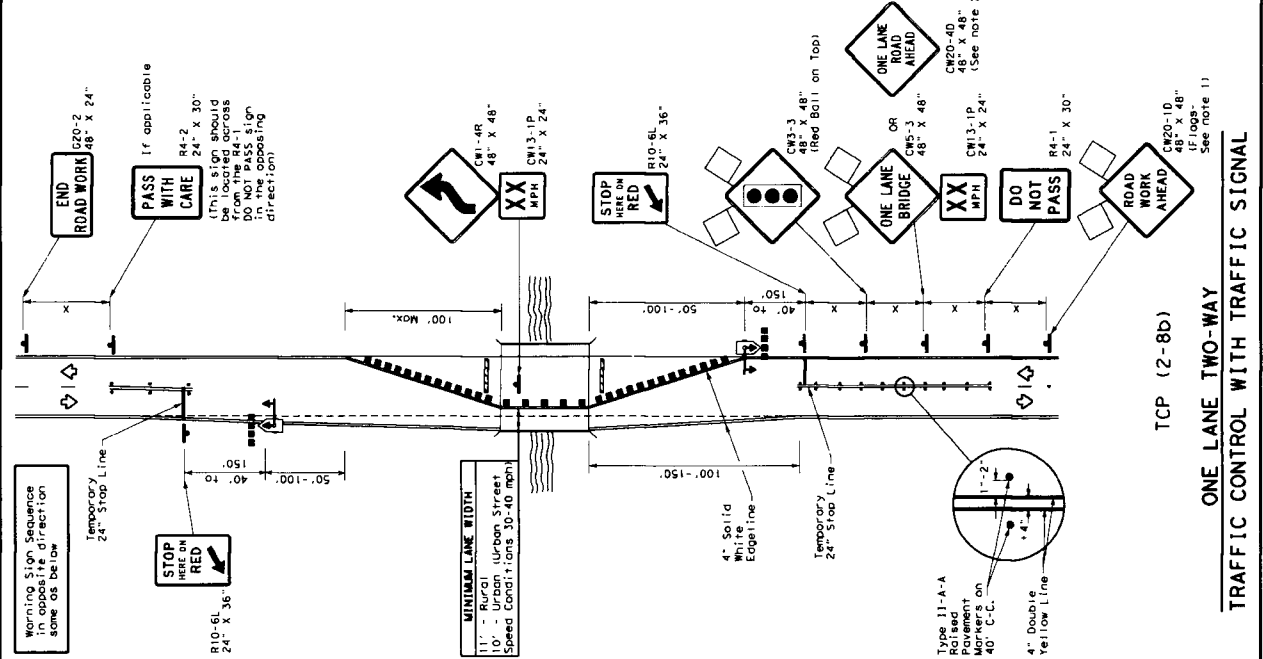 Warning Sign Sequence
in opposite direction
same as below
END
ROAD WORK
G20-2
48" X 24"
If applicable
PASS
WITH
CARE
R4-2
24" X 30"
(This sign should
be located across
from the R4-1
DO NOT PASS sign
in the opposing
direction)
X
Temporary
24" Stop Line
40' to
150'
50'-100'
STOP
HERE ON
RED
R10-6L
24" X 36"
100' Max.
CW1-4R
48" X 48"
XX
MPH
CW13-1P
24" X 24"
MINIMUM LANE WIDTH
11' - Rural
10' - Urban (Urban Street
Speed Conditions 30-40 mph)
50'-100'
40' to
150'
100'-150'
STOP
HERE ON
RED
R10-6L
24" X 36"
4" Solid
White
Edgeline
Temporary
24" Stop Line
CW3-3
48" X 48"
(Red Ball on Top)
ONE LANE
ROAD
AHEAD
CW20-4D
48" X 48"
(See note
OR
ONE LANE
BRIDGE
CW5-3
48" X 48"
XX
MPH
CW13-1P
24" X 24"
X
X
X
X
DO
NOT
PASS
R4-1
24" X 30"
ROAD
WORK
AHEAD
CW20-1D
48" X 48"
(Flags-
See note 1)
Type II-A-A
Raised
Pavement
Markers on
40' C-C.
1"-2"
4"
4" Double
Yellow Line
TCP (2-8b)
ONE LANE TWO-WAY
TRAFFIC CONTROL WITH TRAFFIC SIGNAL